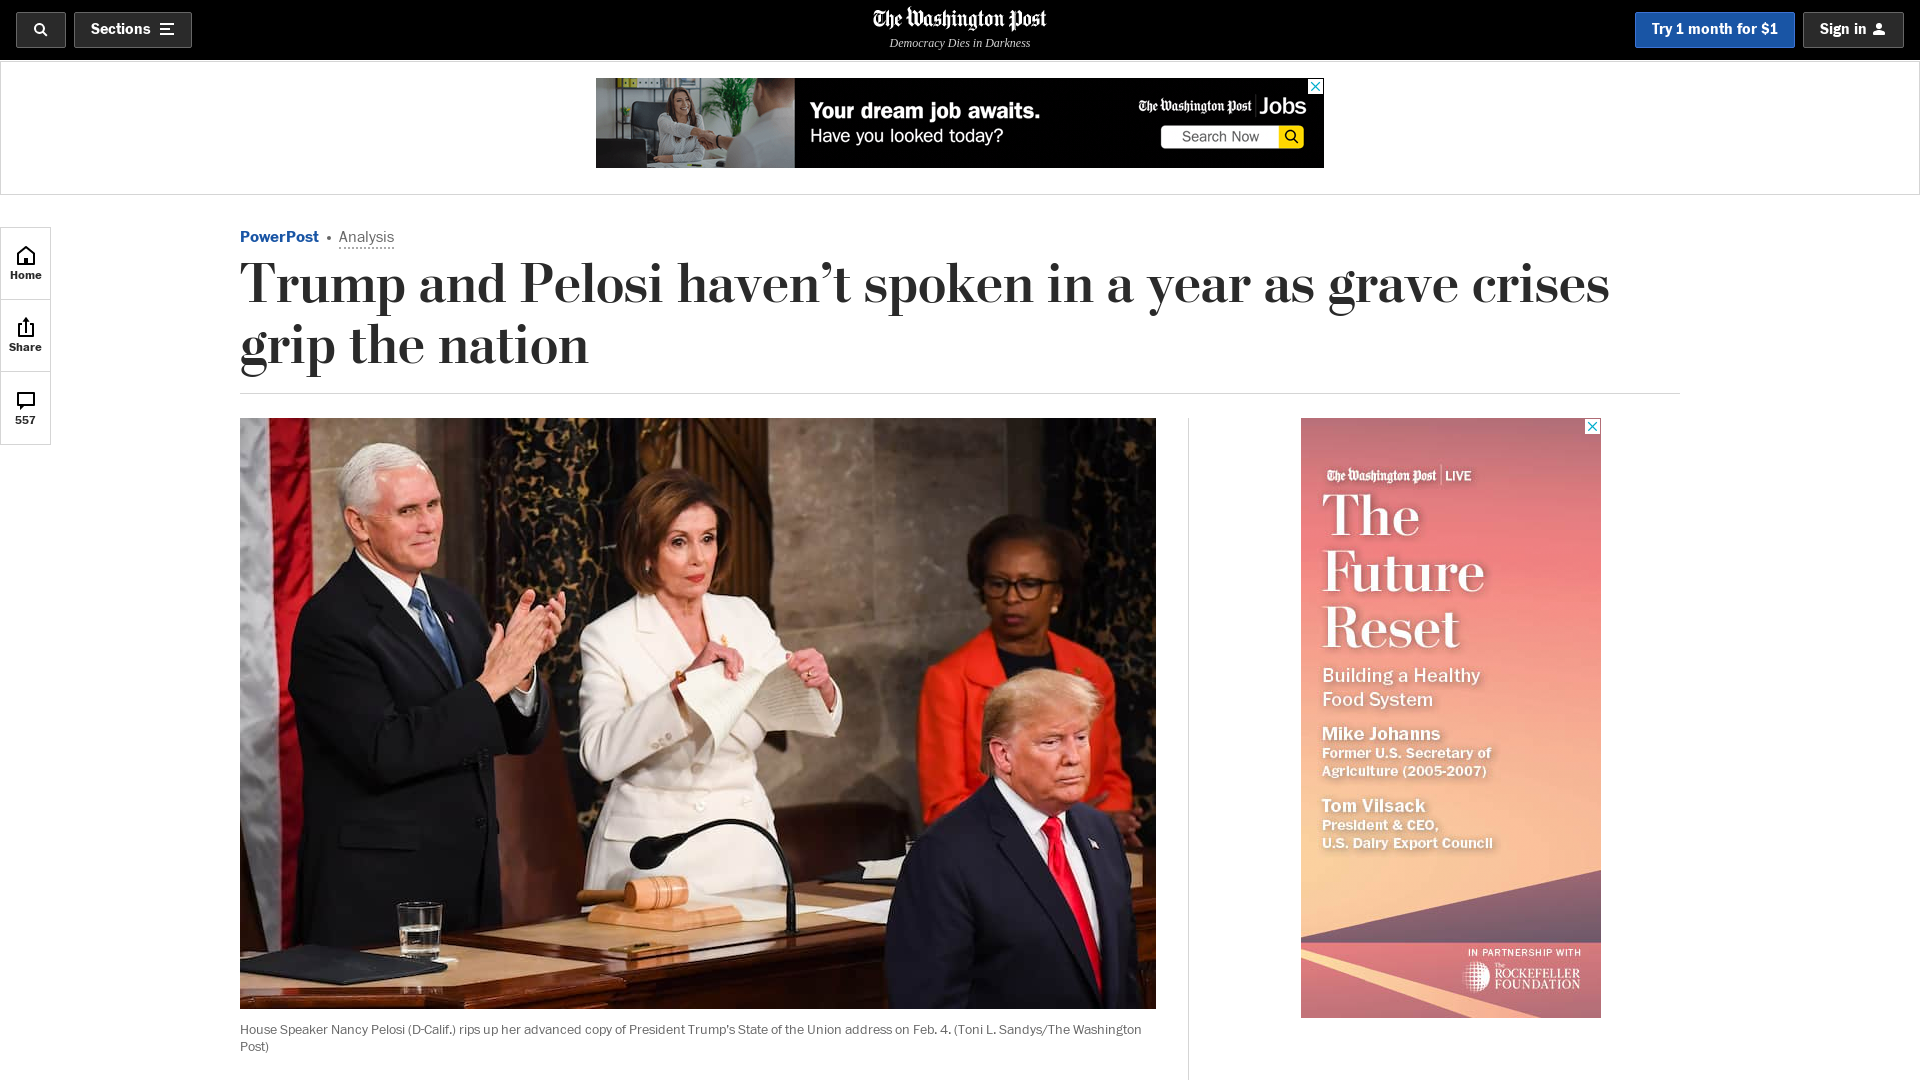 Sections
The Washington Post
Democracy Dies in Darkness
Try 1 month for $1
Sign in
Your dream job awaits.
Have you looked today?
The Washington Post Jobs
Search Now
Home
Share
557
PowerPost • Analysis
Trump and Pelosi haven’t spoken in a year as grave crises
grip the nation
House Speaker Nancy Pelosi (D-Calif.) rips up her advanced copy of President Trump's State of the Union address on Feb. 4. (Toni L. Sandys/The Washington
Post)
The Washington Post LIVE
The
Future
Reset
Building a Healthy
Food System
Mike Johanns
Former U.S. Secretary of
Agriculture (2005-2007)
Tom Vilsack
President & CEO,
U.S. Dairy Export Council
IN PARTNERSHIP WITH
The
ROCKEFELLER
FOUNDATION